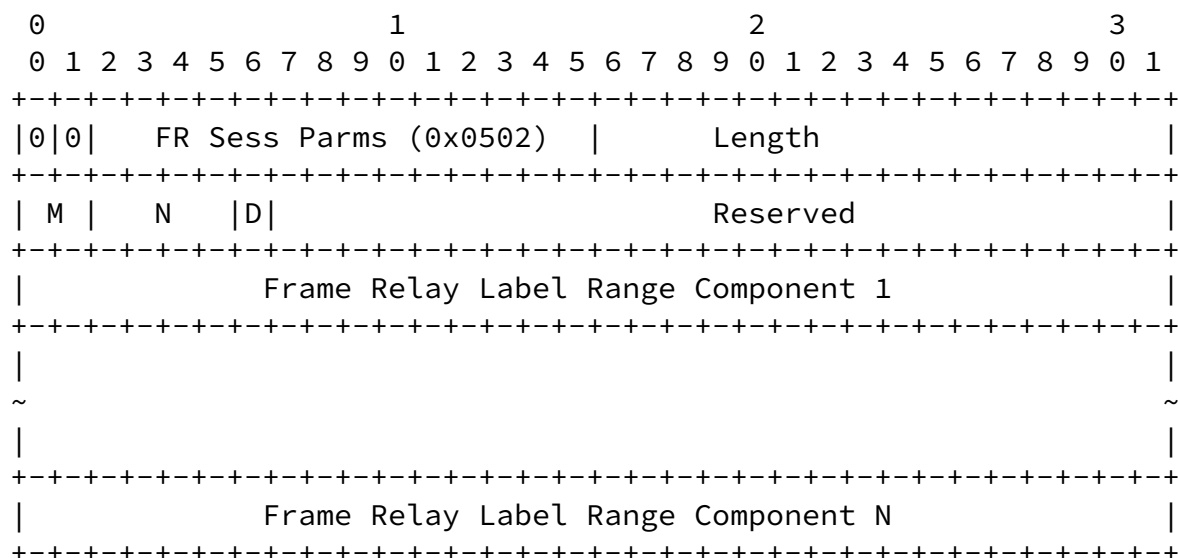 0                   1                   2                   3
 0 1 2 3 4 5 6 7 8 9 0 1 2 3 4 5 6 7 8 9 0 1 2 3 4 5 6 7 8 9 0 1
+-+-+-+-+-+-+-+-+-+-+-+-+-+-+-+-+-+-+-+-+-+-+-+-+-+-+-+-+-+-+-+-+
|0|0|   FR Sess Parms (0x0502)  |      Length                   |
+-+-+-+-+-+-+-+-+-+-+-+-+-+-+-+-+-+-+-+-+-+-+-+-+-+-+-+-+-+-+-+-+
| M |   N   |D|                        Reserved                 |
+-+-+-+-+-+-+-+-+-+-+-+-+-+-+-+-+-+-+-+-+-+-+-+-+-+-+-+-+-+-+-+-+
|             Frame Relay Label Range Component 1               |
+-+-+-+-+-+-+-+-+-+-+-+-+-+-+-+-+-+-+-+-+-+-+-+-+-+-+-+-+-+-+-+-+
|                                                               |
~                                                               ~
|                                                               |
+-+-+-+-+-+-+-+-+-+-+-+-+-+-+-+-+-+-+-+-+-+-+-+-+-+-+-+-+-+-+-+-+
|             Frame Relay Label Range Component N               |
+-+-+-+-+-+-+-+-+-+-+-+-+-+-+-+-+-+-+-+-+-+-+-+-+-+-+-+-+-+-+-+-+